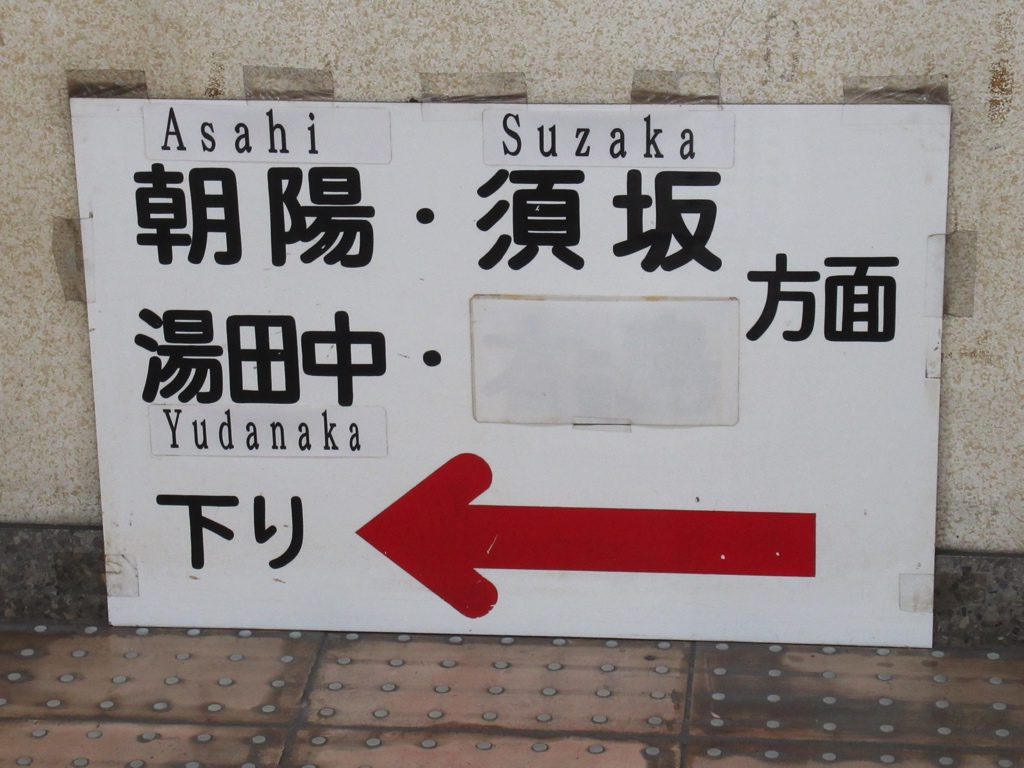 Asahi Suzaka
朝陽・須坂
方面
湯田中・
Yudanaka
下り